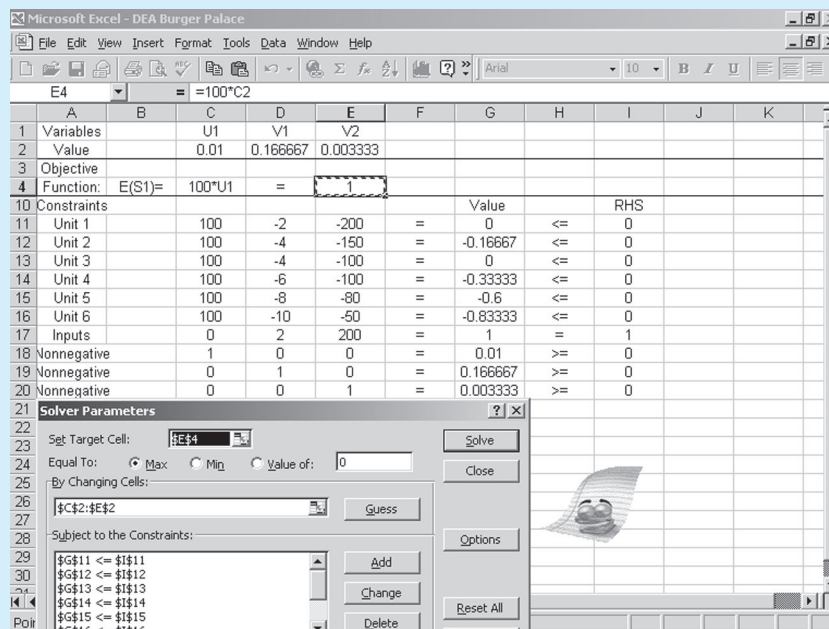 Microsoft Excel - DEA Burger Palace
File Edit View Insert Format Tools Data Window Help
Arial 10 B I U
E4 = =100*C2
A B C D E F G H I J K
1 Variables U1 V1 V2
2 Value 0.01 0.166667 0.003333
3 Objective
4 Function: E(S1)= 100*U1 = 1
10 Constraints Value RHS
11 Unit 1 100 -2 -200 = 0 <= 0
12 Unit 2 100 -4 -150 = -0.16667 <= 0
13 Unit 3 100 -4 -100 = 0 <= 0
14 Unit 4 100 -6 -100 = -0.33333 <= 0
15 Unit 5 100 -8 -80 = -0.6 <= 0
16 Unit 6 100 -10 -50 = -0.83333 <= 0
17 Inputs 0 2 200 = 1 = 1
18 Nonnegative 1 0 0 = 0.01 >= 0
19 Nonnegative 0 1 0 = 0.166667 >= 0
20 Nonnegative 0 0 1 = 0.003333 >= 0
21 Solver Parameters
22
23 Set Target Cell: $E$4 Solve
24 Equal To: Max Min Value of: 0 Close
25 By Changing Cells:
26 $C$2:$E$2 Guess
27
28 Subject to the Constraints: Options
29 $G$11 <= $I$11 Add
30 $G$12 <= $I$12
$G$13 <= $I$13 Change
$G$14 <= $I$14 Reset All
$G$15 <= $I$15 Delete
Poir